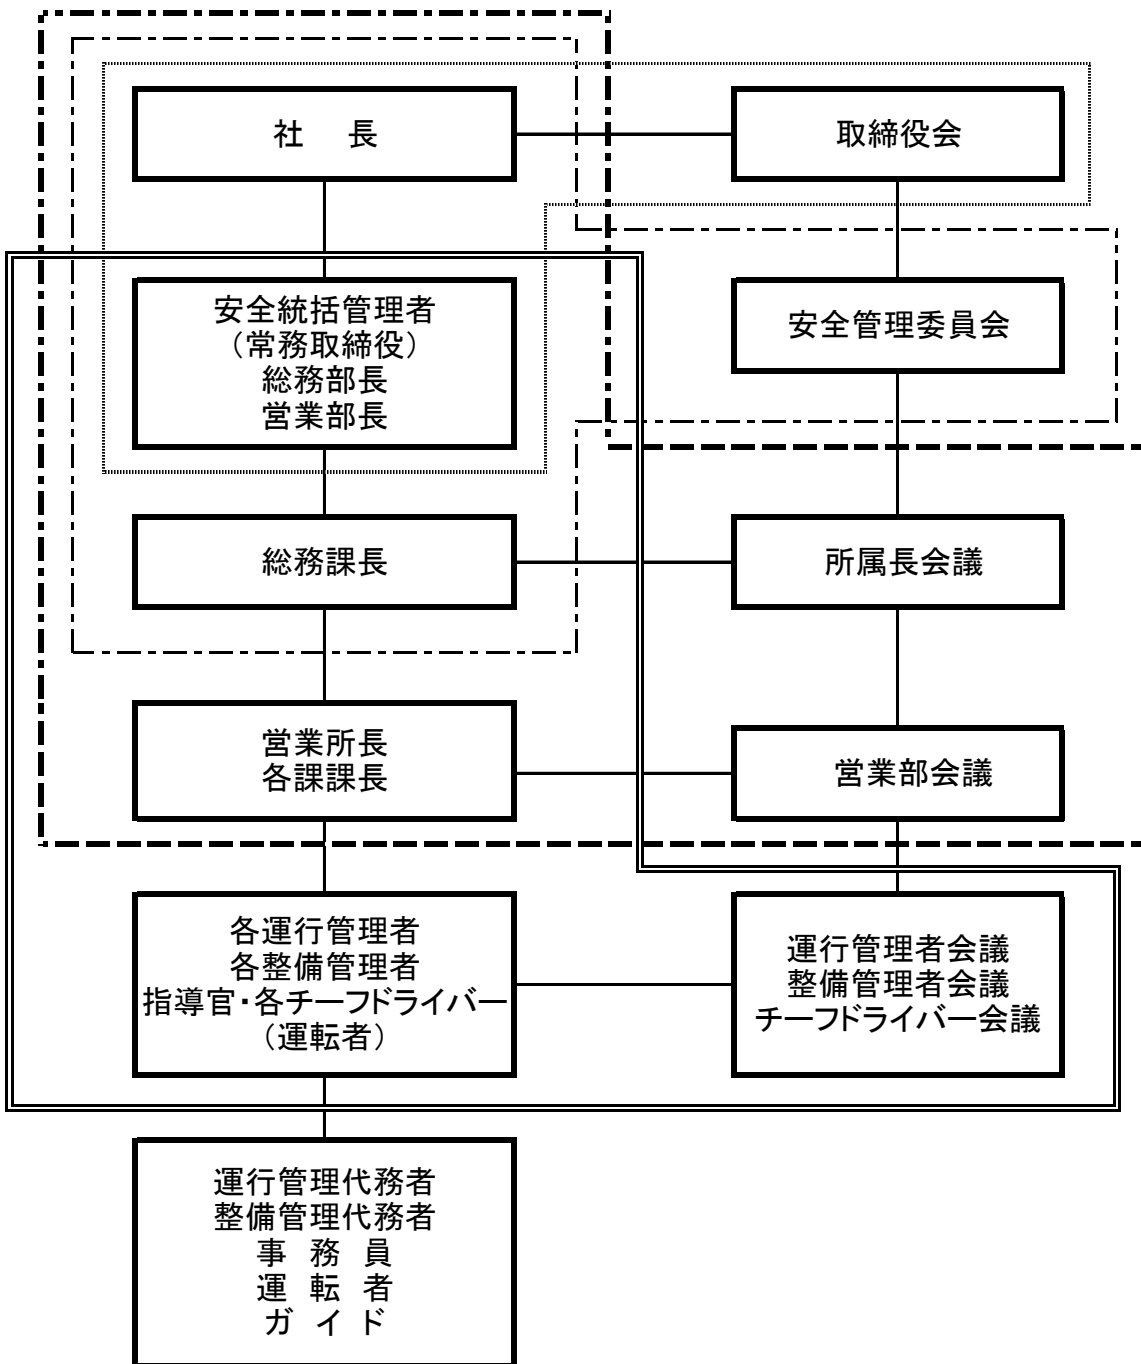 社　長
取締役会
安全統括管理者
（常務取締役）
総務部長
営業部長
安全管理委員会
総務課長
所属長会議
営業所長
各課課長
営業部会議
各運行管理者
各整備管理者
指導官・各チーフドライバー
（運転者）
運行管理者会議
整備管理者会議
チーフドライバー会議
運行管理代務者
整備管理代務者
事　務　員
運　転　者
ガ　イ　ド